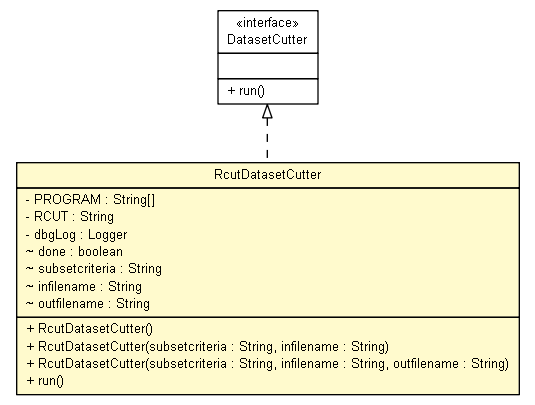 «interface»
DatasetCutter
+ run()
RcutDatasetCutter
- PROGRAM : String[]
- RCUT : String
- dbgLog : Logger
~ done : boolean
~ subsetcriteria : String
~ infilename : String
~ outfilename : String
+ RcutDatasetCutter()
+ RcutDatasetCutter(subsetcriteria : String, infilename : String)
+ RcutDatasetCutter(subsetcriteria : String, infilename : String, outfilename : String)
+ run()